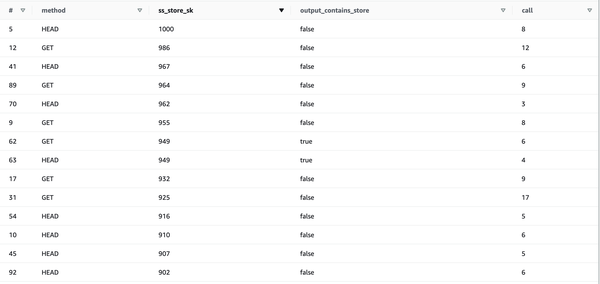 # method ss_store_sk output_contains_store call
5 HEAD 1000 false 8
12 GET 986 false 12
41 HEAD 967 false 6
89 GET 964 false 9
70 HEAD 962 false 3
9 GET 955 false 8
62 GET 949 true 6
63 HEAD 949 true 4
17 GET 932 false 9
31 GET 925 false 17
54 HEAD 916 false 5
10 HEAD 910 false 6
45 HEAD 907 false 5
92 HEAD 902 false 6